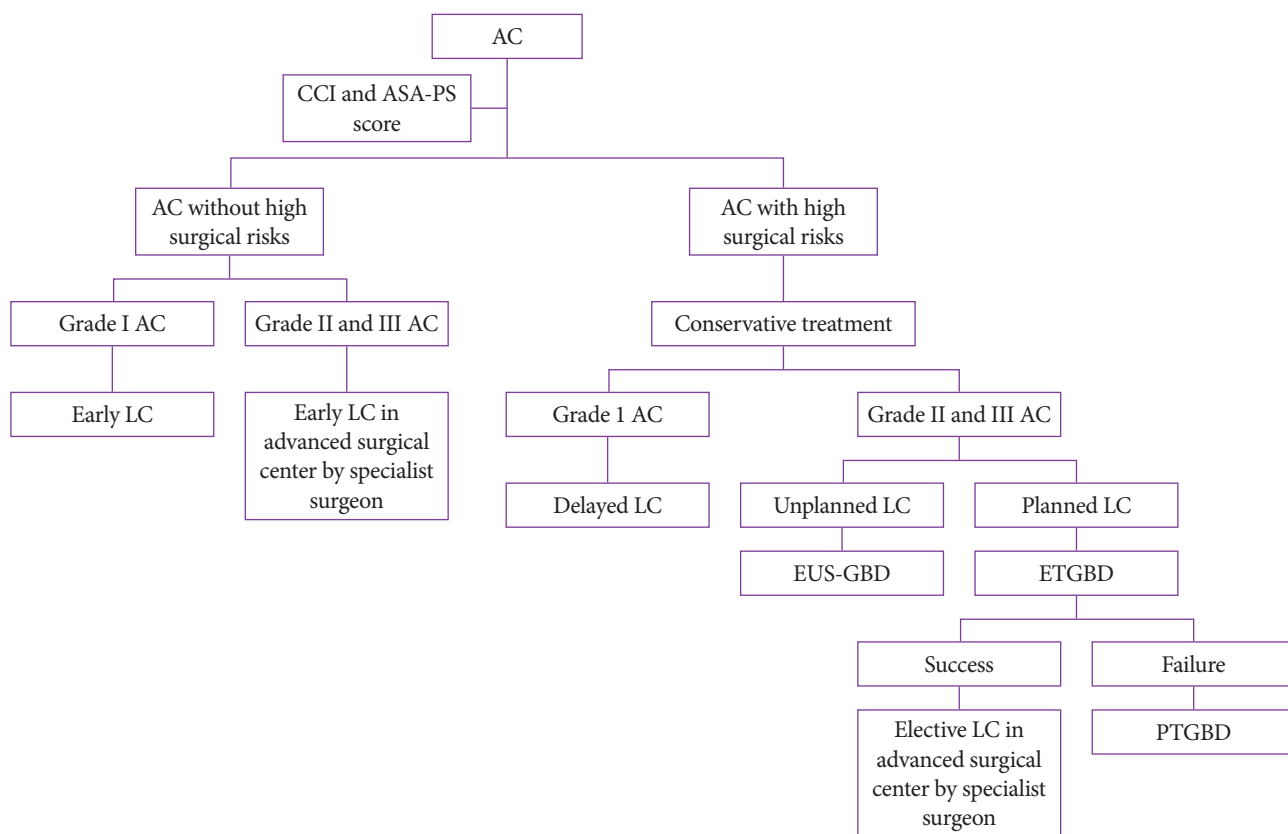 AC
CCI and ASA-PS
score
AC without high
surgical risks
AC with high
surgical risks
Grade I AC
Grade II and III AC
Conservative treatment
Early LC
Early LC in
advanced surgical
center by specialist
surgeon
Grade 1 AC
Grade II and III AC
Delayed LC
Unplanned LC
Planned LC
EUS-GBD
ETGBD
Success
Failure
Elective LC in
advanced surgical
center by specialist
surgeon
PTGBD